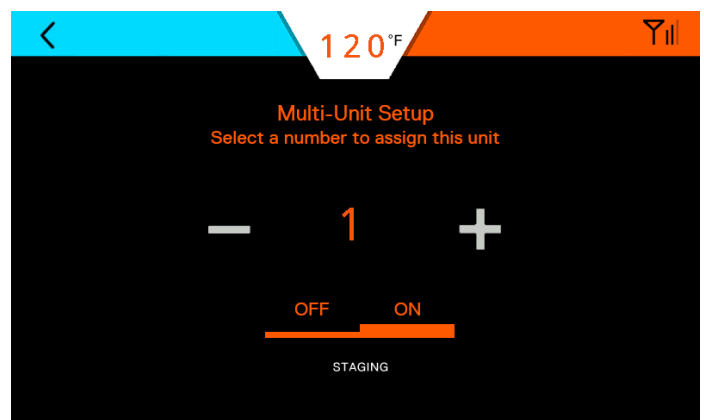 120°F
Multi-Unit Setup
Select a number to assign this unit
1
OFF ON
STAGING